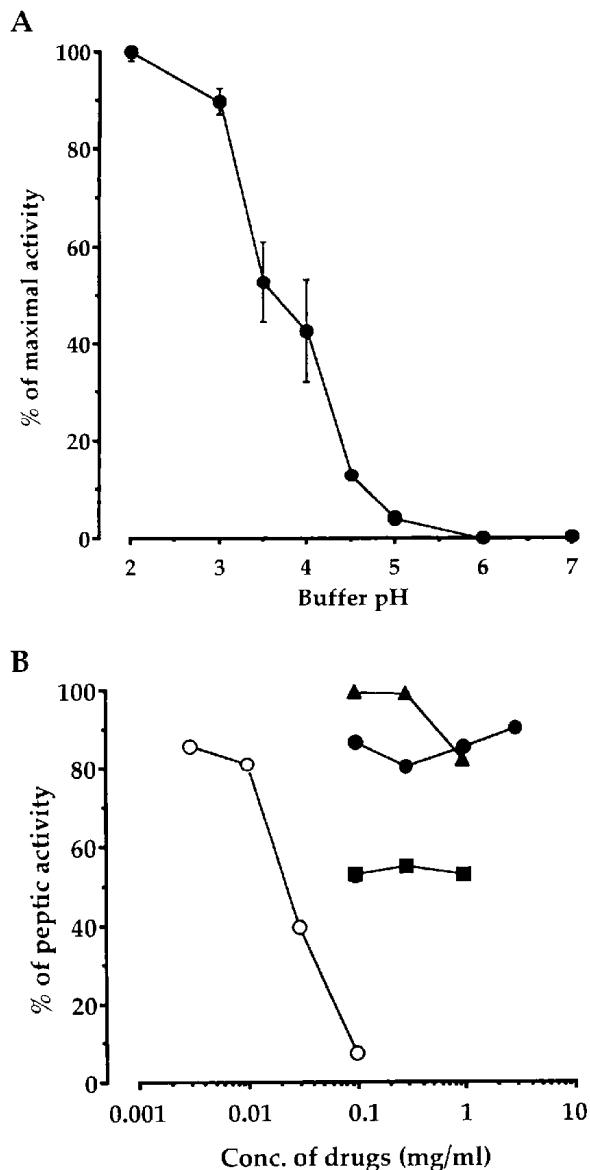 A
% of maximal activity
100
80
60
40
20
0
2 3 4 5 6 7
Buffer pH
B
% of peptic activity
100
80
60
40
20
0
0.001 0.01 0.1 1 10
Conc. of drugs (mg/ml)